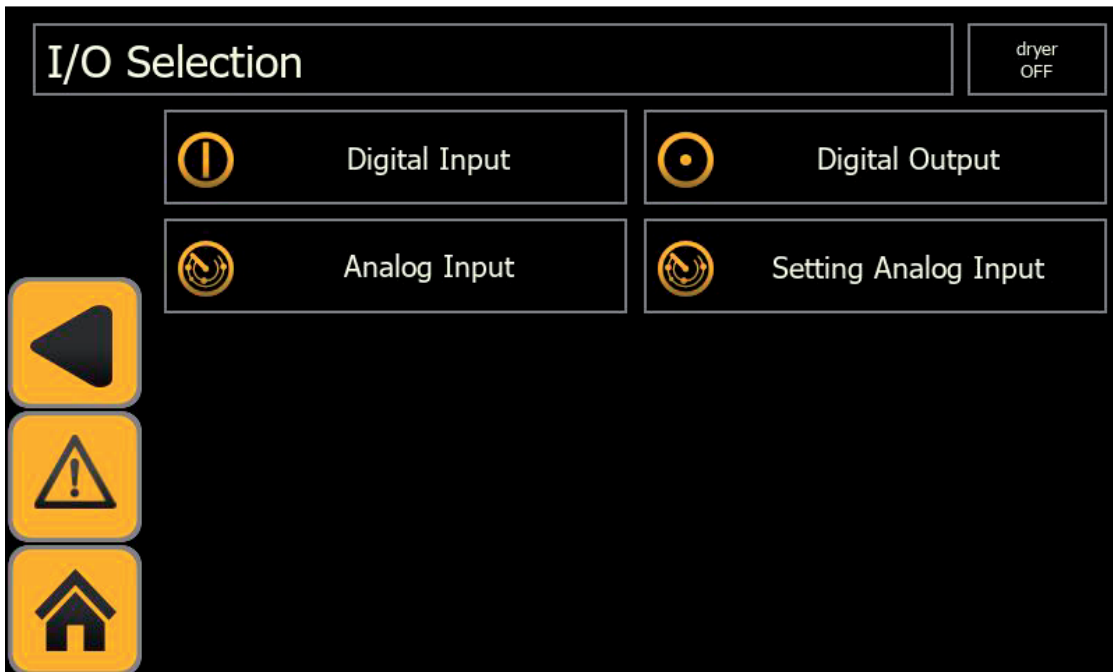 I/O Selection
dryer
OFF
Digital Input
Digital Output
Analog Input
Setting Analog Input